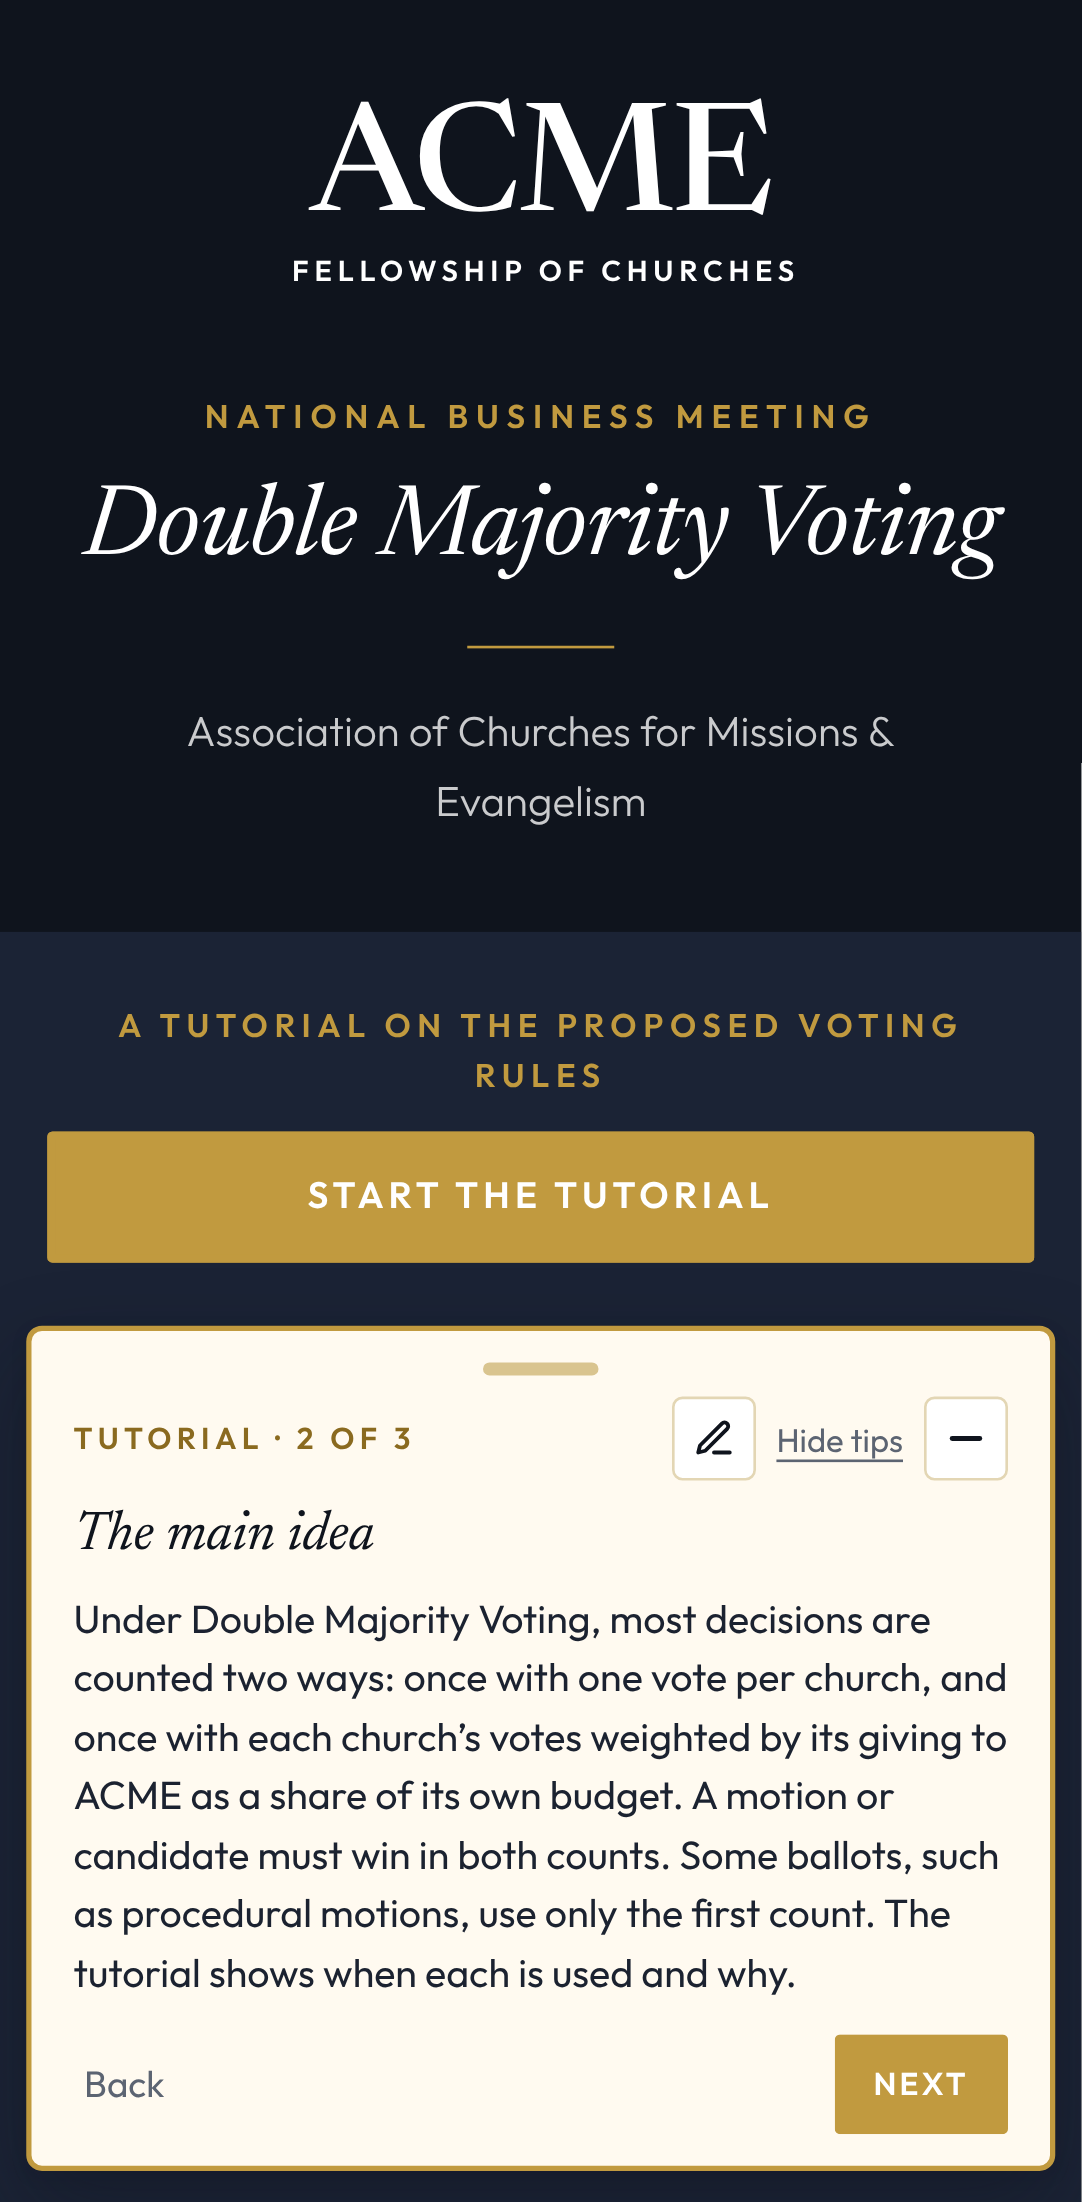 ACME
FELLOWSHIP OF CHURCHES
NATIONAL BUSINESS MEETING
Double Majority Voting
Association of Churches for Missions &
Evangelism
A TUTORIAL ON THE PROPOSED VOTING
RULES
START THE TUTORIAL
TUTORIAL · 2 OF 3
Hide tips
The main idea
Under Double Majority Voting, most decisions are
counted two ways: once with one vote per church, and
once with each church’s votes weighted by its giving to
ACME as a share of its own budget. A motion or
candidate must win in both counts. Some ballots, such
as procedural motions, use only the first count. The
tutorial shows when each is used and why.
Back
NEXT